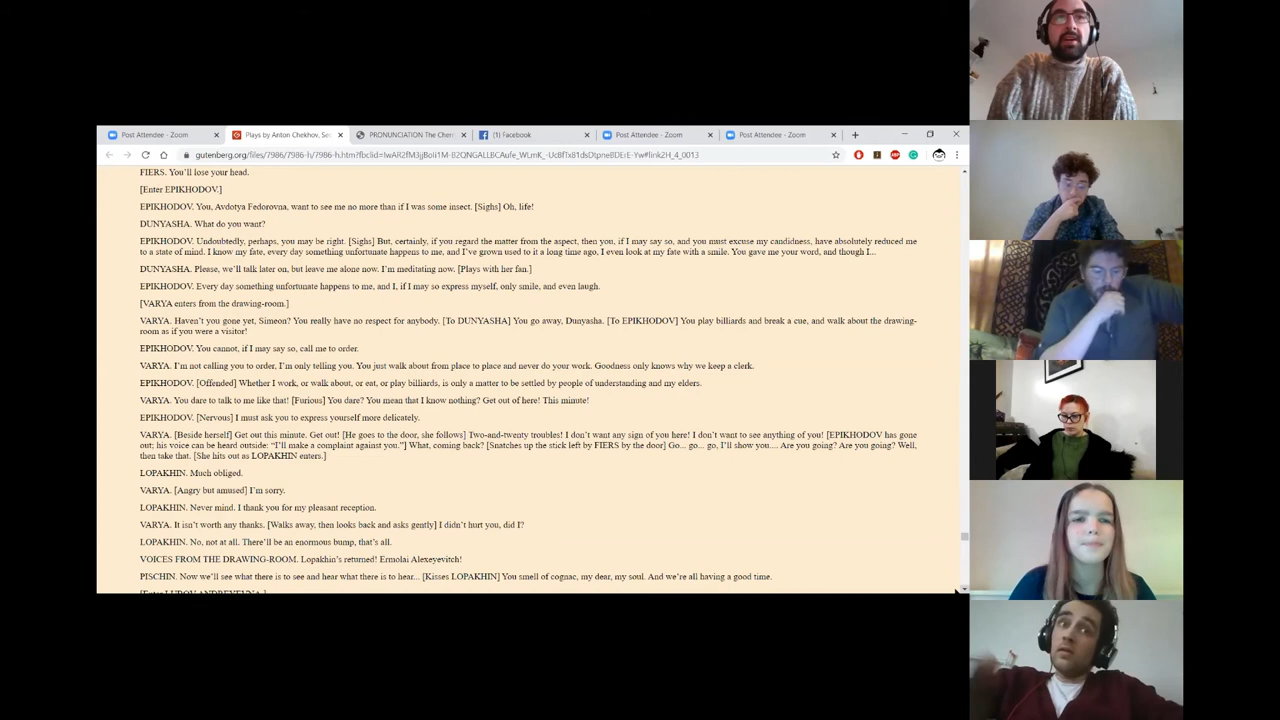 Post Attendee - Zoom
Plays by Anton Chekhov, Sec
PRONUNCIATION The Cherr
(1) Facebook
Post Attendee - Zoom
Post Attendee - Zoom
FIERS. You'll lose your head.
[Enter EPIKHODOV.]
EPIKHODOV. You, Avdotya Fedorovna, want to see me no more than if I was some insect. [Sighs] Oh, life!
DUNYASHA. What do you want?
EPIKHODOV. Undoubtedly, perhaps, you may be right. [Sighs] But, certainly, if you regard the matter from the aspect, then you, if I may say so, and you must excuse my candidness, have absolutely reduced me
to a state of mind. I know my fate, every day something unfortunate happens to me, and I've grown used to it a long time ago, I even look at my fate with a smile. You gave me your word, and though I...
DUNYASHA. Please, we'll talk later on, but leave me alone now. I'm meditating now. [Plays with her fan.]
EPIKHODOV. Every day something unfortunate happens to me, and I, if I may so express myself, only smile, and even laugh.
[VARYA enters from the drawing-room.]
VARYA. Haven't you gone yet, Simeon? You really have no respect for anybody. [To DUNYASHA] You go away, Dunyasha. [To EPIKHODOV] You play billiards and break a cue, and walk about the drawing-
room as if you were a visitor!
EPIKHODOV. You cannot, if I may say so, call me to order.
VARYA. I'm not calling you to order, I'm only telling you. You just walk about from place to place and never do your work. Goodness only knows why we keep a clerk.
EPIKHODOV. [Offended] Whether I work, or walk about, or eat, or play billiards, is only a matter to be settled by people of understanding and my elders.
VARYA. You dare to talk to me like that! [Furious] You dare? You mean that I know nothing? Get out of here! This minute!
EPIKHODOV. [Nervous] I must ask you to express yourself more delicately.
VARYA. [Beside herself] Get out this minute. Get out! [He goes to the door, she follows] Two-and-twenty troubles! I don't want any sign of you here! I don't want to see anything of you! [EPIKHODOV has gone
out; his voice can be heard outside: "I'll make a complaint against you."] What, coming back? [Snatches up the stick left by FIERS by the door] Go... go... go, I'll show you.... Are you going? Are you going? Well,
then take that. [She hits out as LOPAKHIN enters.]
LOPAKHIN. Much obliged.
VARYA. [Angry but amused] I'm sorry.
LOPAKHIN. Never mind. I thank you for my pleasant reception.
VARYA. It isn't worth any thanks. [Walks away, then looks back and asks gently] I didn't hurt you, did I?
LOPAKHIN. No, not at all. There'll be an enormous bump, that's all.
VOICES FROM THE DRAWING-ROOM. Lopakhin's returned! Ermolai Alexeyevitch!
PISCHIN. Now we'll see what there is to see and hear what there is to hear... [Kisses LOPAKHIN] You smell of cognac, my dear, my soul. And we're all having a good time.